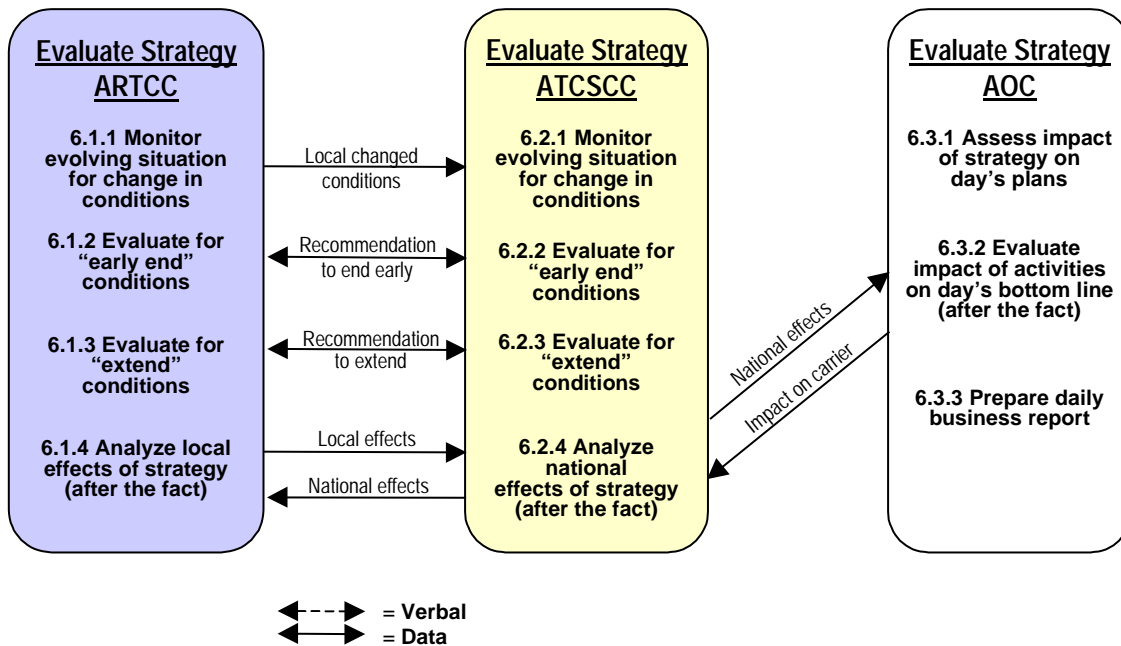 Evaluate Strategy
ARTCC
6.1.1 Monitor
evolving situation
for change in
conditions
6.1.2 Evaluate for
“early end”
conditions
6.1.3 Evaluate for
“extend”
conditions
6.1.4 Analyze local
effects of strategy
(after the fact)
Local changed
conditions
Recommendation
to end early
Recommendation
to extend
Local effects
National effects
Evaluate Strategy
ATCSCC
6.2.1 Monitor
evolving situation
for change in
conditions
6.2.2 Evaluate for
“early end”
conditions
6.2.3 Evaluate for
“extend”
conditions
6.2.4 Analyze
national
effects of strategy
(after the fact)
National effects
Impact on carrier
Evaluate Strategy
AOC
6.3.1 Assess impact
of strategy on
day’s plans
6.3.2 Evaluate
impact of activities
on day’s bottom line
(after the fact)
6.3.3 Prepare daily
business report
= Verbal
= Data